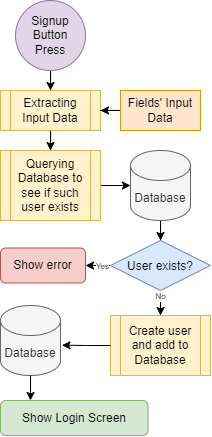 Signup
Button
Press
Extracting
Input Data
Fields' Input
Data
Querying
Database to
see if such
user exists
Database
User exists?
Yes
Show error
No
Create user
and add to
Database
Database
Show Login Screen